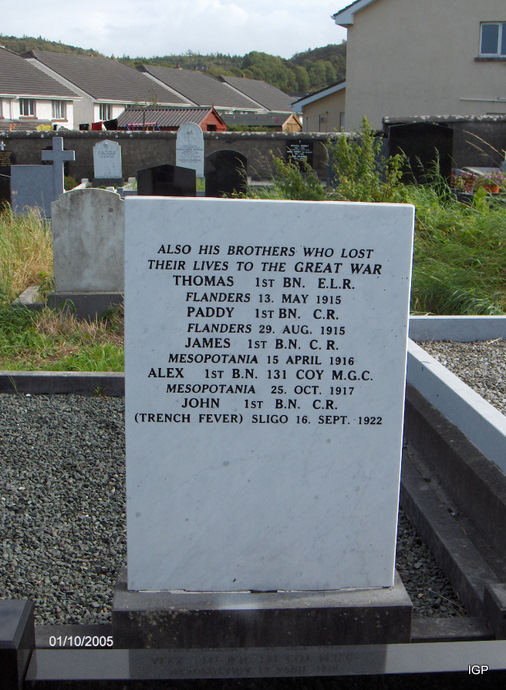 ALSO HIS BROTHERS WHO LOST
THEIR LIVES TO THE GREAT WAR
THOMAS 1ST BN. E.L.R.
FLANDERS 13. MAY 1915
PADDY 1ST BN. C.R.
FLANDERS 29. AUG. 1915
JAMES 1ST B.N. C.R.
MESOPOTANIA 15 APRIL 1916
ALEX 1ST B.N. 131 COY M.G.C.
MESOPOTANIA 25. OCT. 1917
JOHN 1ST B.N. C.R.
(TRENCH FEVER) SLIGO 16. SEPT. 1922
01/10/2005
IGP